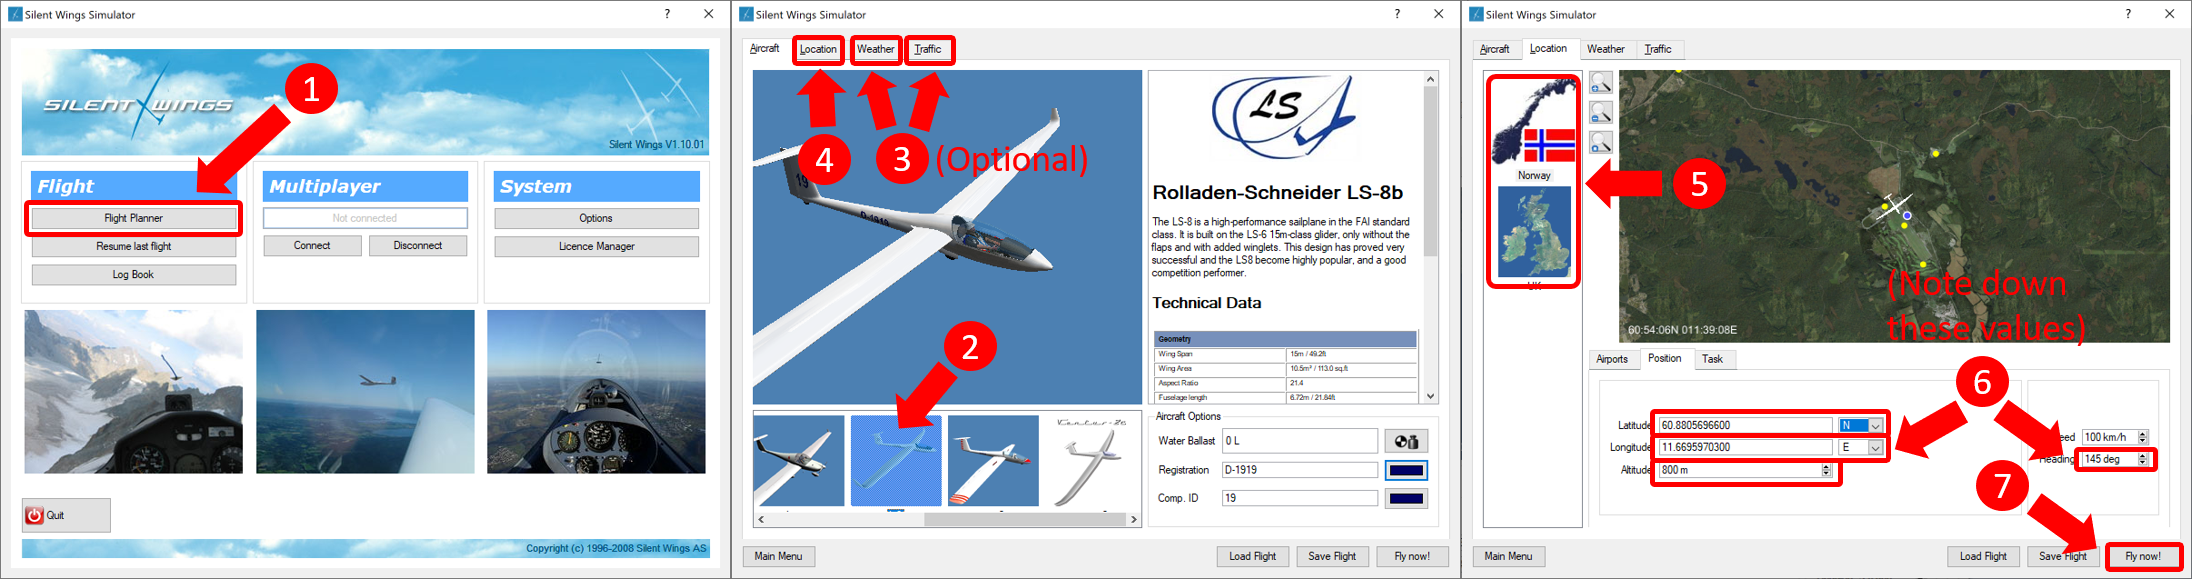 Silent Wings Simulator
?
SILENT WINGS
Silent Wings V1.10.01
1
Flight
Flight Planner
Resume last flight
Log Book
Multiplayer
Not connected
Connect
Disconnect
System
Options
Licence Manager
Quit
Copyright (c) 1996-2008 Silent Wings AS
Silent Wings Simulator
?
Aircraft
Location
Weather
Traffic
4
3
(Optional)
19
D-1919
2
LS
Rolladen-Schneider LS-8b
The LS-8 is a high-performance sailplane in the FAI standard
class. It is built on the LS-6 15m-class glider, only without the
flaps and with added winglets. This design has proved very
successful and the LS8 become highly popular, and a good
competition performer.
Technical Data
Geometry
Wing Span 15m / 49.2ft
Wing Area 10.5m² / 113.0 sq.ft
Aspect Ratio 21.4
Fuselage length 6.72m / 21.84ft
Ventus-2c
Aircraft Options
Water Ballast 0 L
Registration D-1919
Comp. ID 19
Main Menu
Load Flight
Save Flight
Fly now!
Silent Wings Simulator
?
Aircraft
Location
Weather
Traffic
Norway
UK
5
60:54:06N 011:39:08E
(Note down
these values)
Airports
Position
Task
6
Latitude 60.8805696600 N
Longitude 11.6695970300 E
Altitude 800 m
100 km/h
Heading 145 deg
7
Main Menu
Load Flight
Save Flight
Fly now!